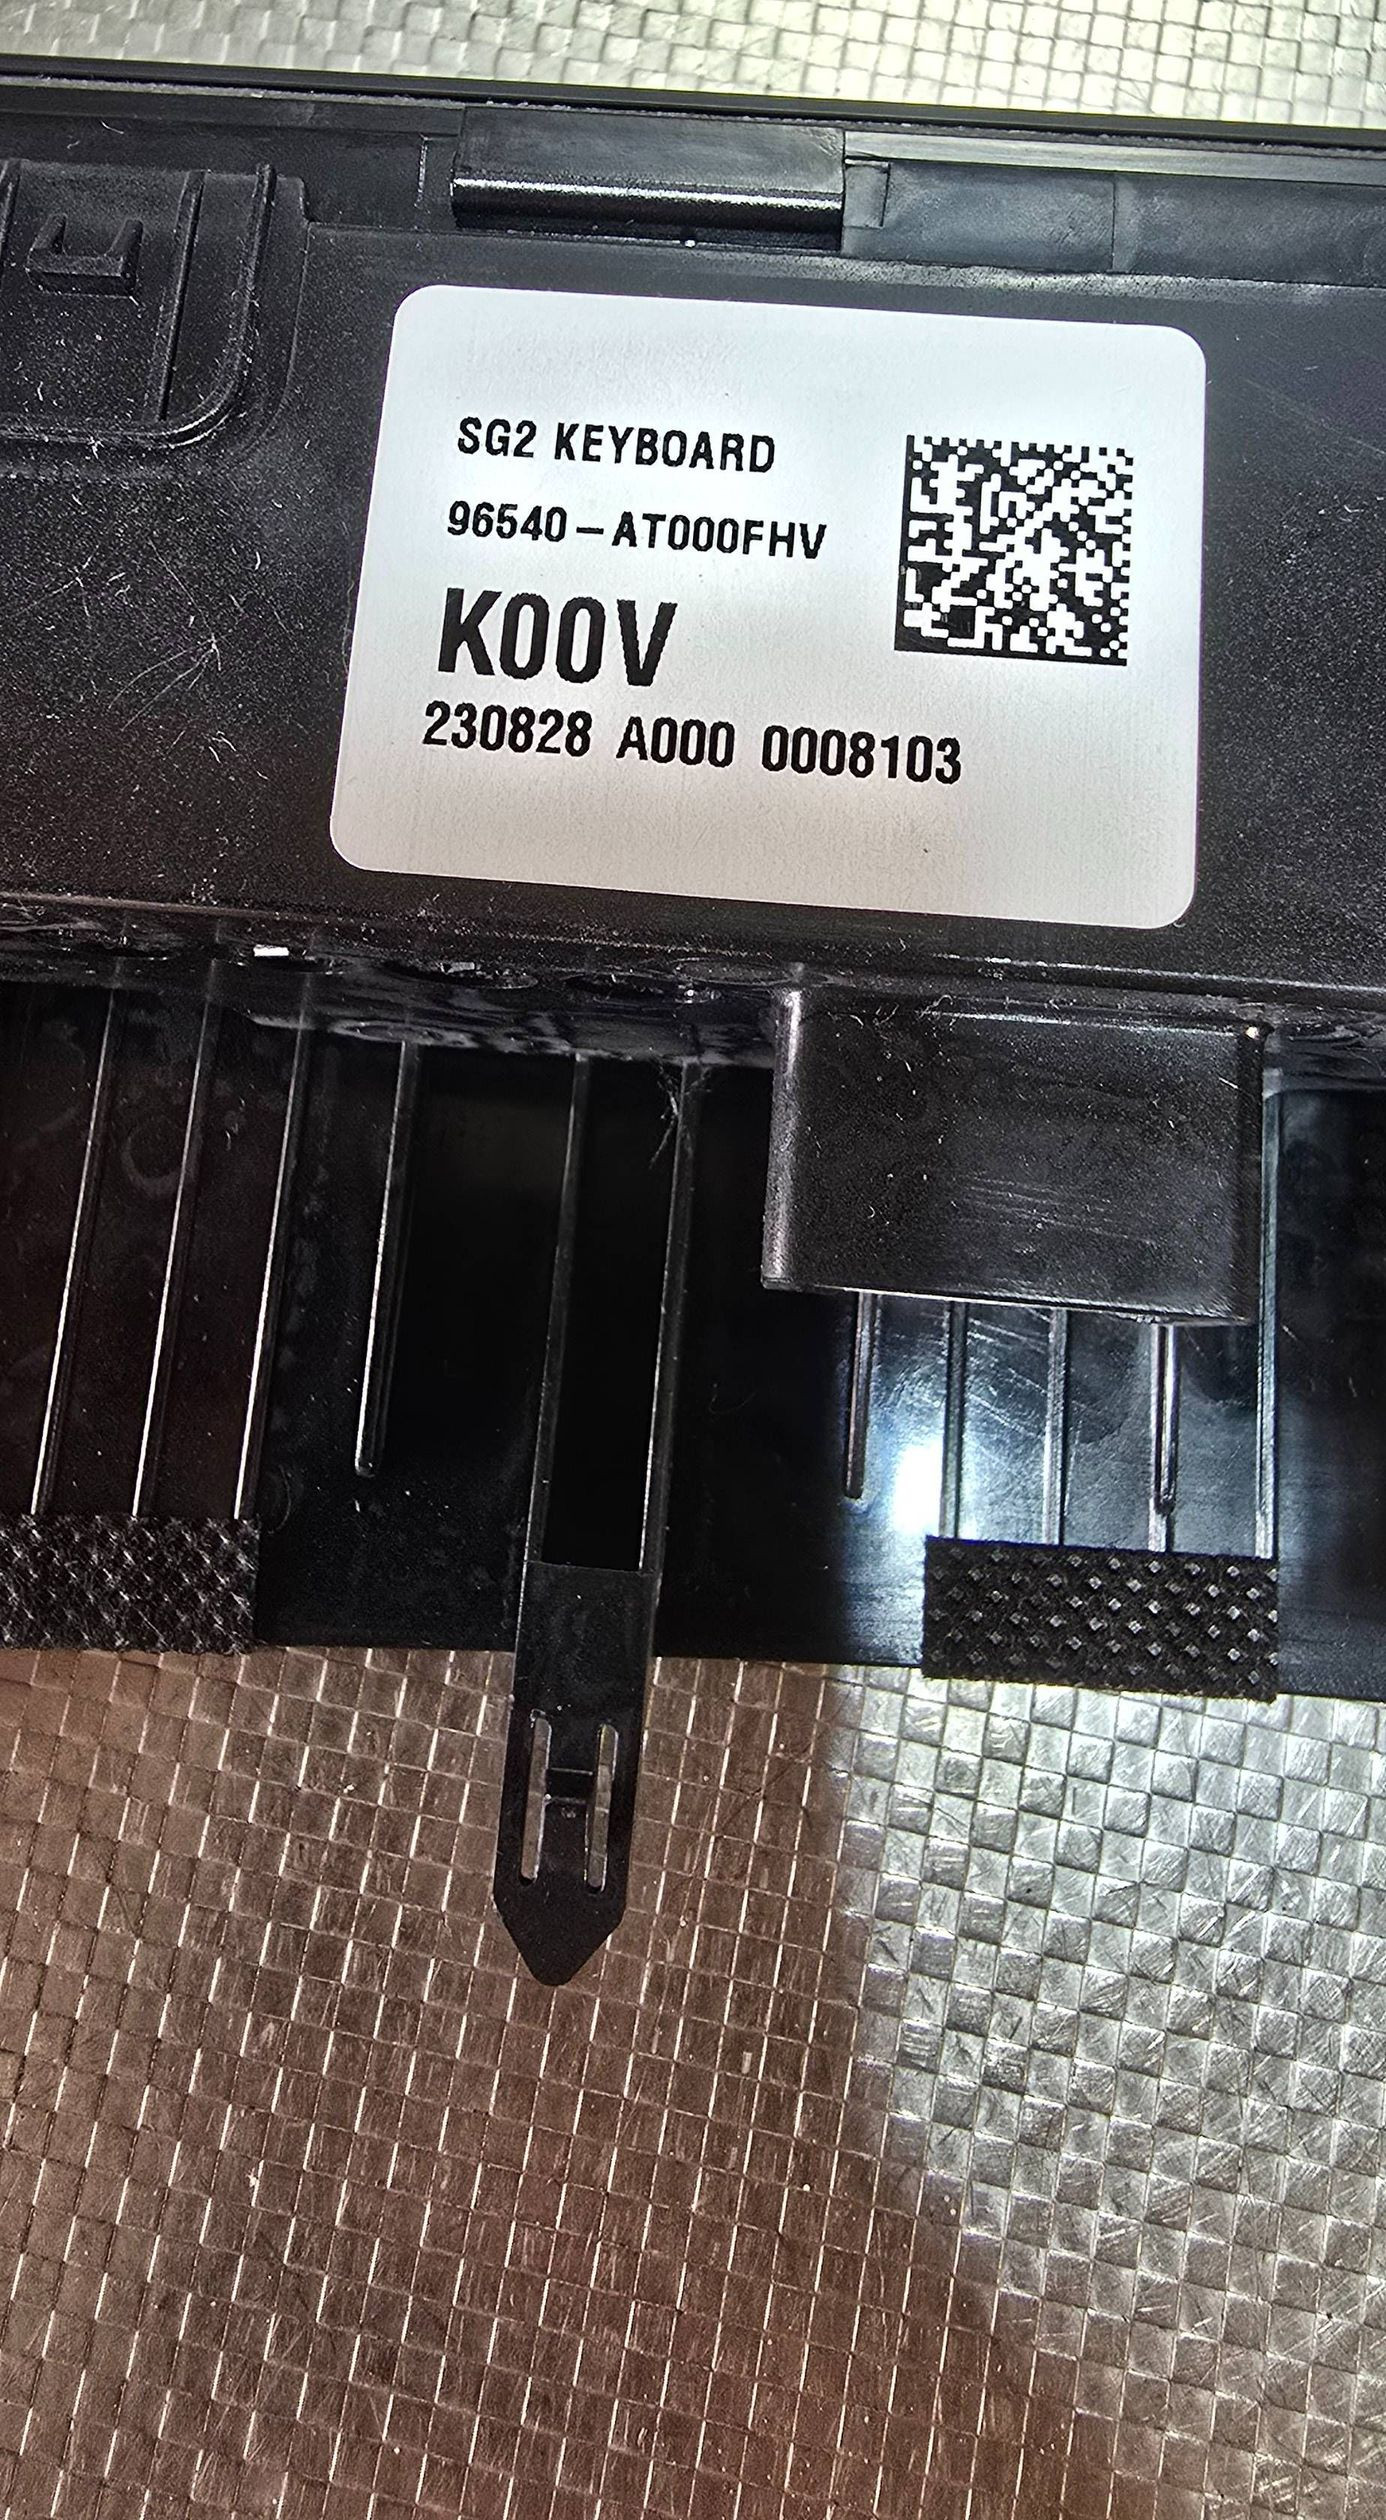 SG2 KEYBOARD
96540-AT000FHV
K00V
230828 A000 0008103